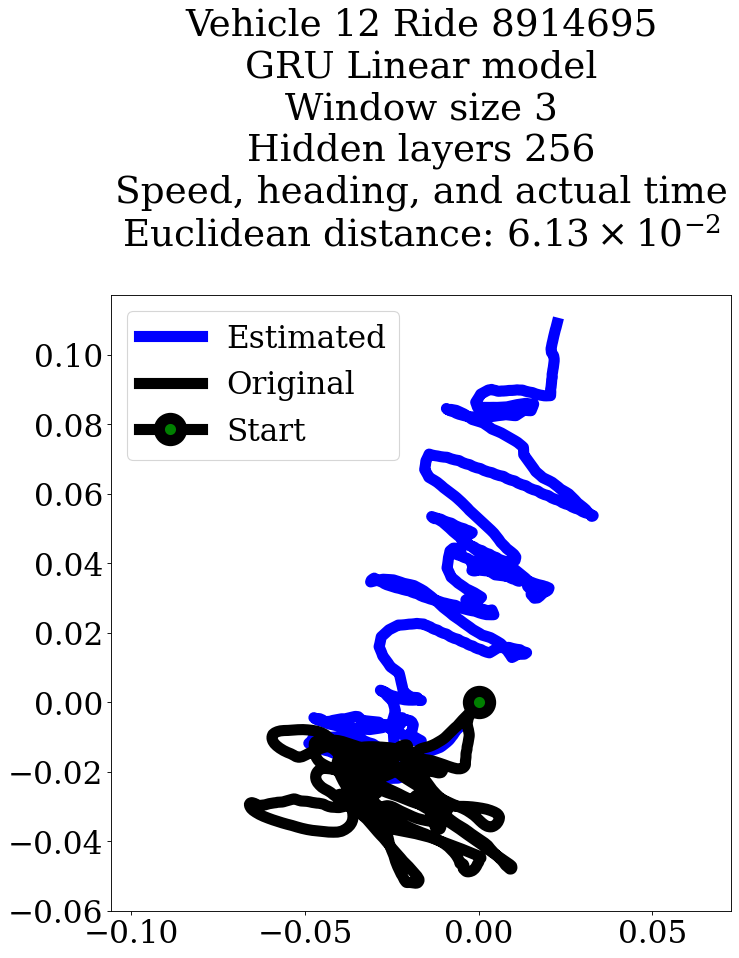 Vehicle 12 Ride 8914695
GRU Linear model
Window size 3
Hidden layers 256
Speed, heading, and actual time
Euclidean distance: 6.13 × 10⁻²
Estimated
Original
Start
0.10
0.08
0.06
0.04
0.02
0.00
−0.02
−0.04
−0.06
−0.10 −0.05 0.00 0.05